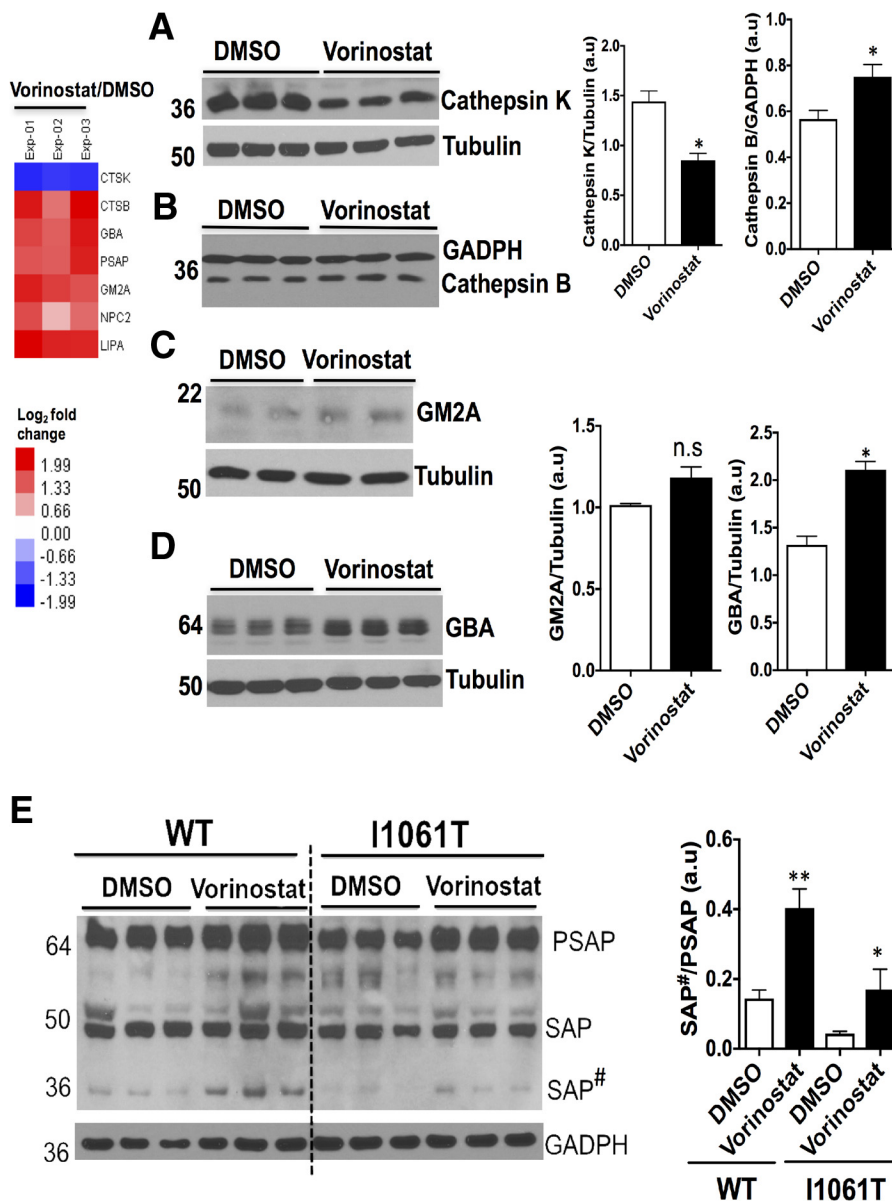 Vorinostat/DMSO
Exp-01
Exp-02
Exp-03
CTSK
CTSB
GBA
PSAP
GM2A
NPC2
LIPA
Log2 fold
change
1.99
1.33
0.66
0.00
-0.66
-1.33
-1.99
A
DMSO Vorinostat
36 Cathepsin K
50 Tubulin
Cathepsin K/Tubulin (a.u)
2.0
1.5
1.0
0.5
0.0
*
DMSO
Vorinostat
Cathepsin B/GADPH (a.u)
1.0
0.8
0.6
0.4
0.2
0.0
*
DMSO
Vorinostat
B
DMSO Vorinostat
GADPH
36
Cathepsin B
C
DMSO Vorinostat
22
GM2A
50 Tubulin
GM2A/Tubulin (a.u)
1.5
1.0
0.5
0.0
n.s
DMSO
Vorinostat
GBA/Tubulin (a.u)
2.5
2.0
1.5
1.0
0.5
0.0
*
DMSO
Vorinostat
D
DMSO Vorinostat
64 GBA
50 Tubulin
E
WT I1061T
DMSO Vorinostat DMSO Vorinostat
64 PSAP
50 SAP
36 SAP#
36 GADPH
SAP#/PSAP (a.u)
0.6
0.4
0.2
0.0
**
*
DMSO
Vorinostat
DMSO
Vorinostat
WT I1061T